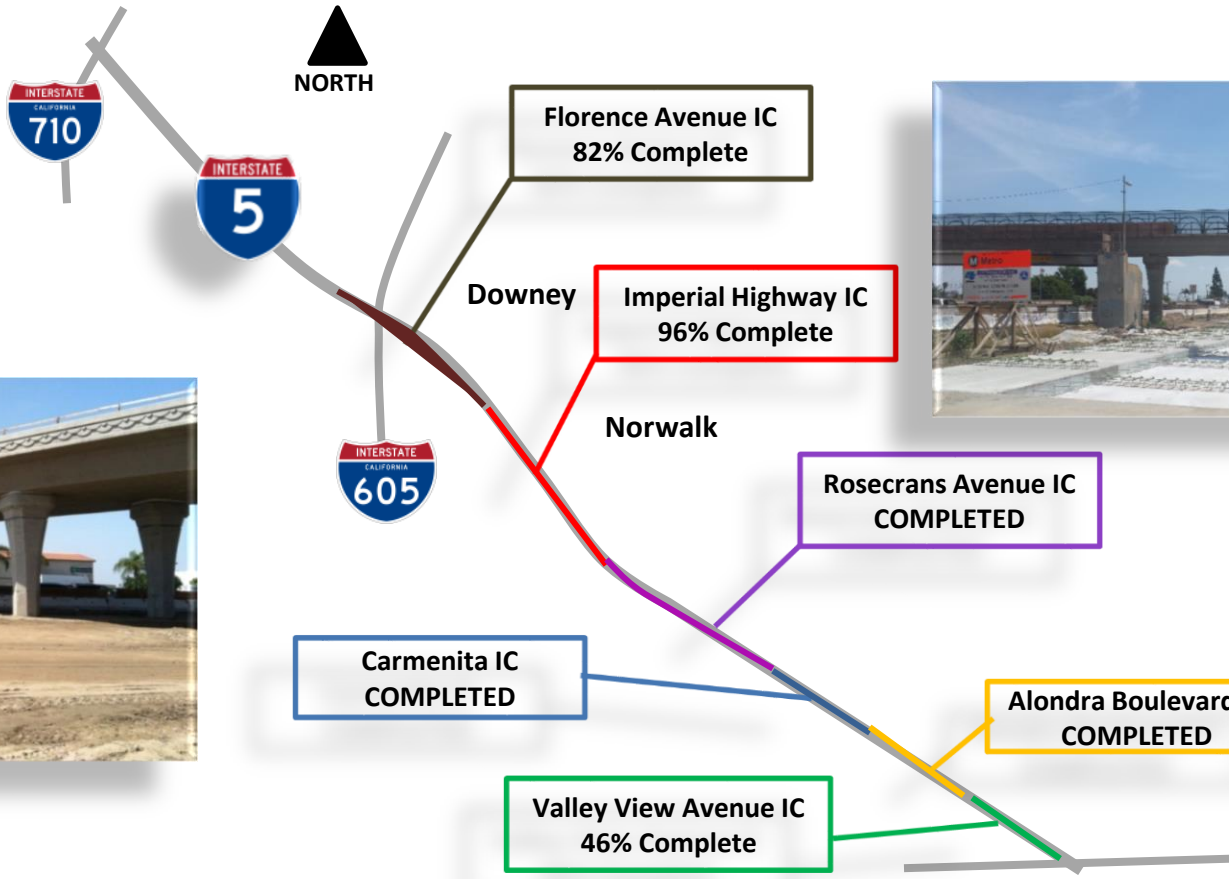 INTERSTATE
CALIFORNIA
710
NORTH
INTERSTATE
5
Florence Avenue IC
82% Complete
Downey
Imperial Highway IC
96% Complete
Metro
Norwalk
INTERSTATE
CALIFORNIA
605
Rosecrans Avenue IC
COMPLETED
Carmenita IC
COMPLETED
Alondra Boulevard
COMPLETED
Valley View Avenue IC
46% Complete